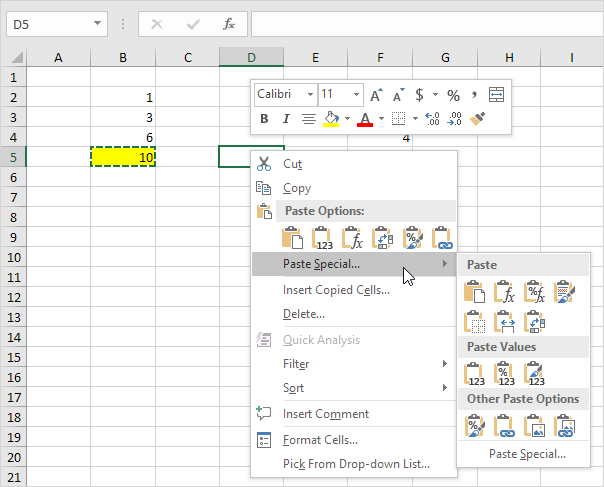 D5 fx
A B C D E F G H I
1
2 1
3 3
4 6 4
5 10
6
7
8
9
10
11
12
13
14
15
16
17
18
19
20
21
Calibri 11 A A $ % ,
B I A .00 .0
Cut
Copy
Paste Options:
123 fx %
Paste Special...
Insert Copied Cells...
Delete...
Quick Analysis
Filter
Sort
Insert Comment
Format Cells...
Pick From Drop-down List...
Paste
fx %fx
Paste Values
123 % 123 123
Other Paste Options
%
Paste Special...